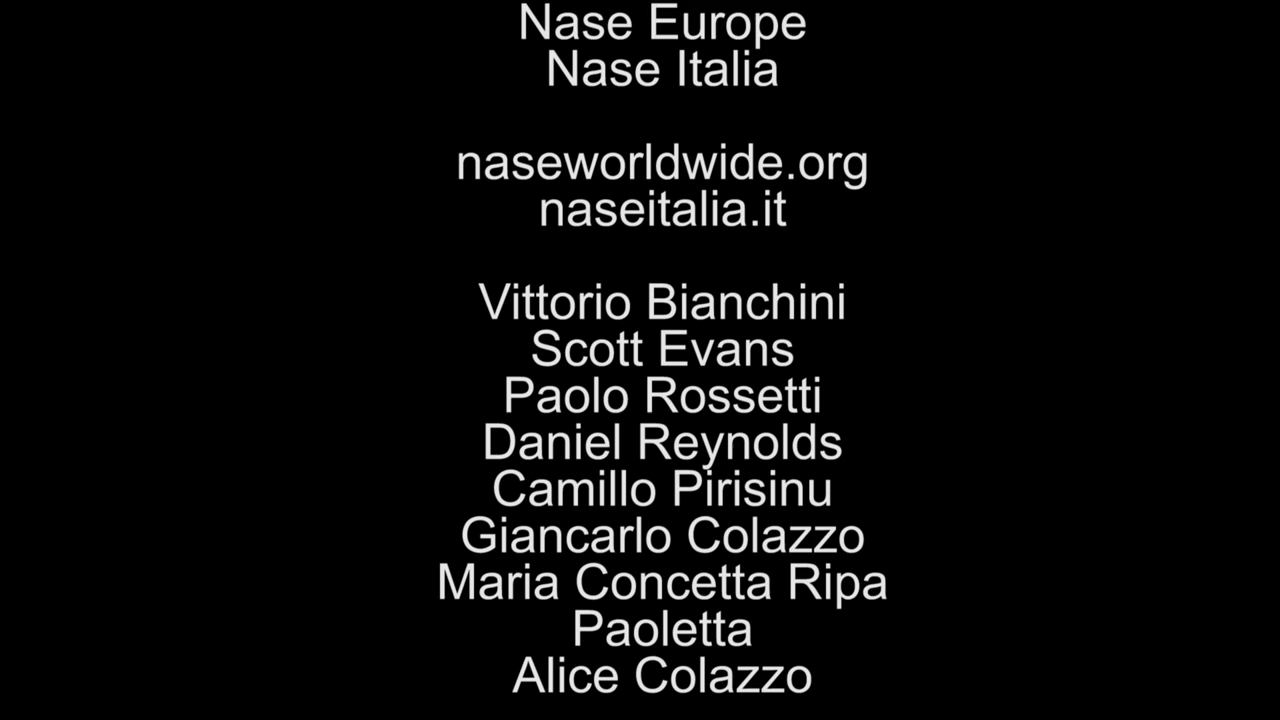 Nase Europe
Nase Italia
naseworldwide.org
naseitalia.it
Vittorio Bianchini
Scott Evans
Paolo Rossetti
Daniel Reynolds
Camillo Pirisinu
Giancarlo Colazzo
Maria Concetta Ripa
Paoletta
Alice Colazzo